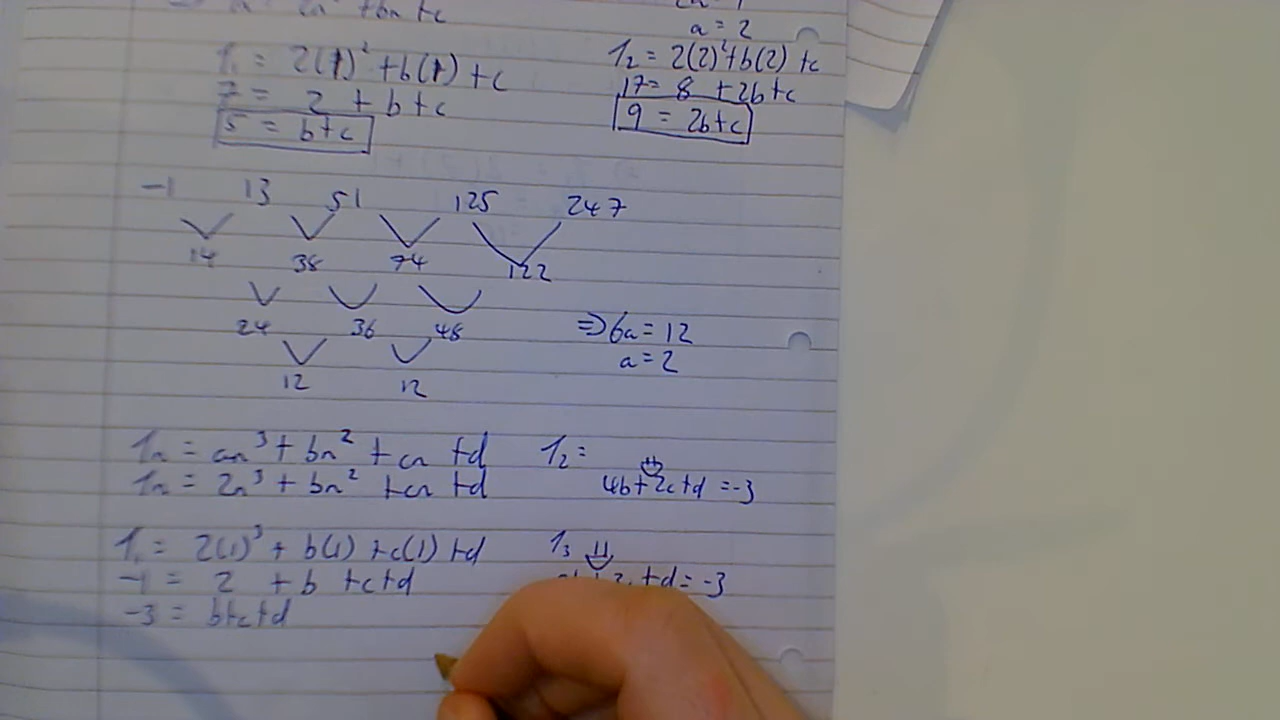 +bn +c
a = 2
T₁ = 2(1)² + b(1) + c
7 = 2 + b + c
5 = b+c
T₂ = 2(2)² + b(2) + c
17 = 8 + 2b + c
9 = 2b+c
-1 13 51 125 247
14 38 74 122
24 36 48
12 12
⇒ 6a = 12
a = 2
Tn = an³ + bn² + cn + d
Tn = 2n³ + bn² + cn + d
T₂ =
⇓
4b+2c+d = -3
T₁ = 2(1)³ + b(1) + c(1) + d
-1 = 2 + b + c + d
-3 = b+c+d
T₃ ⇓
+d = -3